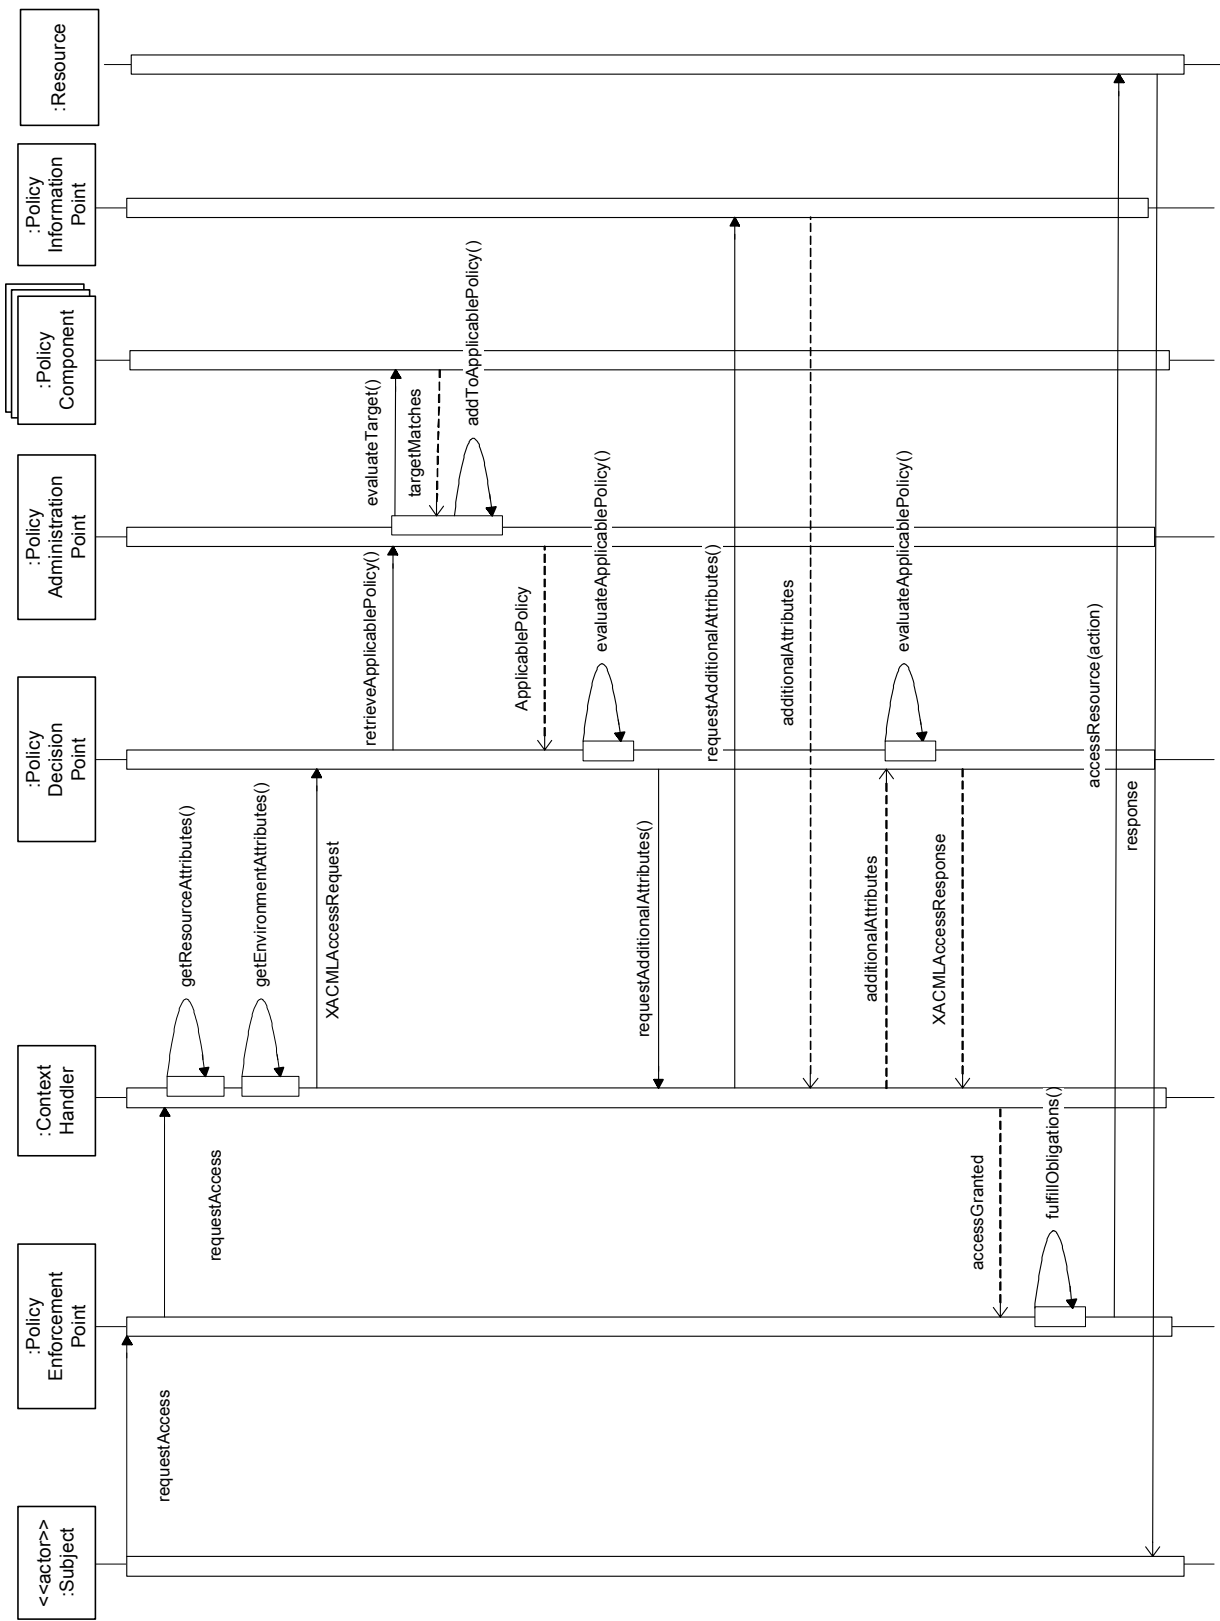 <<actor>>
:Subject
:Policy
Enforcement
Point
:Context
Handler
:Policy
Decision
Point
:Policy
Administration
Point
:Policy
Component
:Policy
Information
Point
:Resource
requestAccess
requestAccess
getResourceAttributes()
getEnvironmentAttributes()
XACMLAccessRequest
retrieveApplicablePolicy()
evaluateTarget()
targetMatches
addToApplicablePolicy()
ApplicablePolicy
evaluateApplicablePolicy()
requestAdditionalAttributes()
requestAdditionalAttributes()
additionalAttributes
additionalAttributes
evaluateApplicablePolicy()
XACMLAccessResponse
accessGranted
fulfillObligations()
accessResource(action)
response